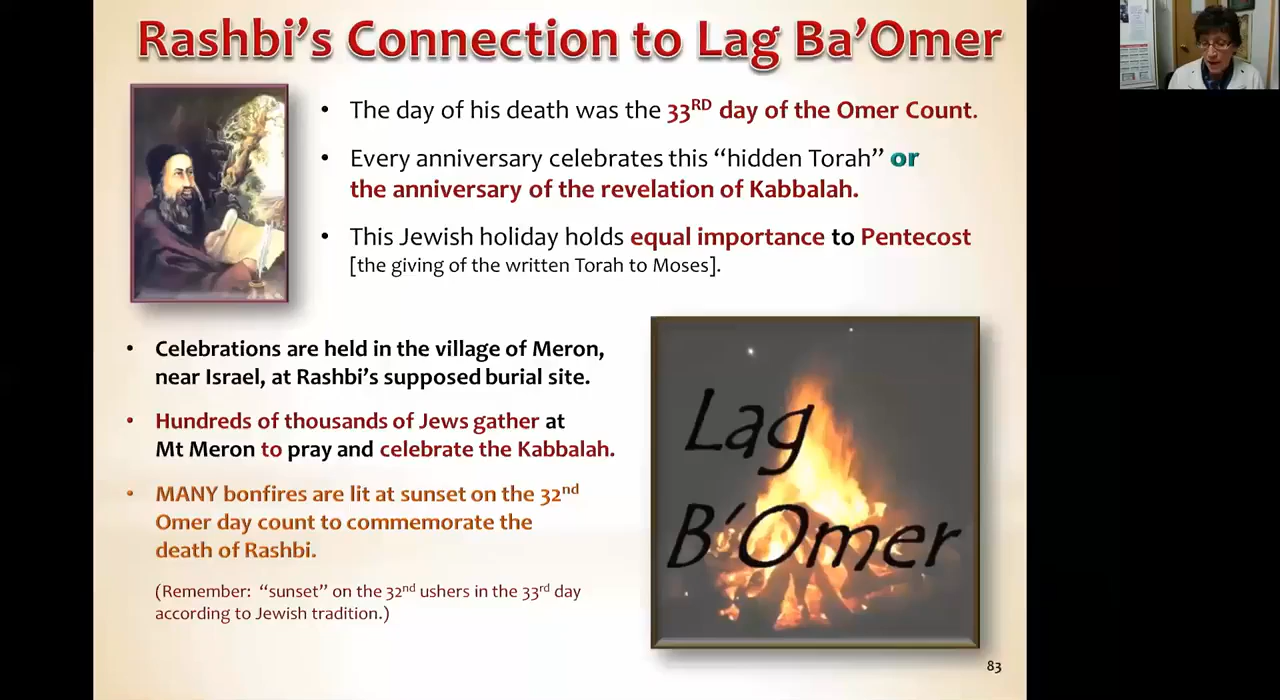 Rashbi's Connection to Lag Ba'Omer
• The day of his death was the 33RD day of the Omer Count.
• Every anniversary celebrates this “hidden Torah” or
the anniversary of the revelation of Kabbalah.
• This Jewish holiday holds equal importance to Pentecost
[the giving of the written Torah to Moses].
• Celebrations are held in the village of Meron,
near Israel, at Rashbi's supposed burial site.
• Hundreds of thousands of Jews gather at
Mt Meron to pray and celebrate the Kabbalah.
• MANY bonfires are lit at sunset on the 32nd
Omer day count to commemorate the
death of Rashbi.
(Remember: “sunset” on the 32nd ushers in the 33rd day
according to Jewish tradition.)
Lag
B'Omer
83